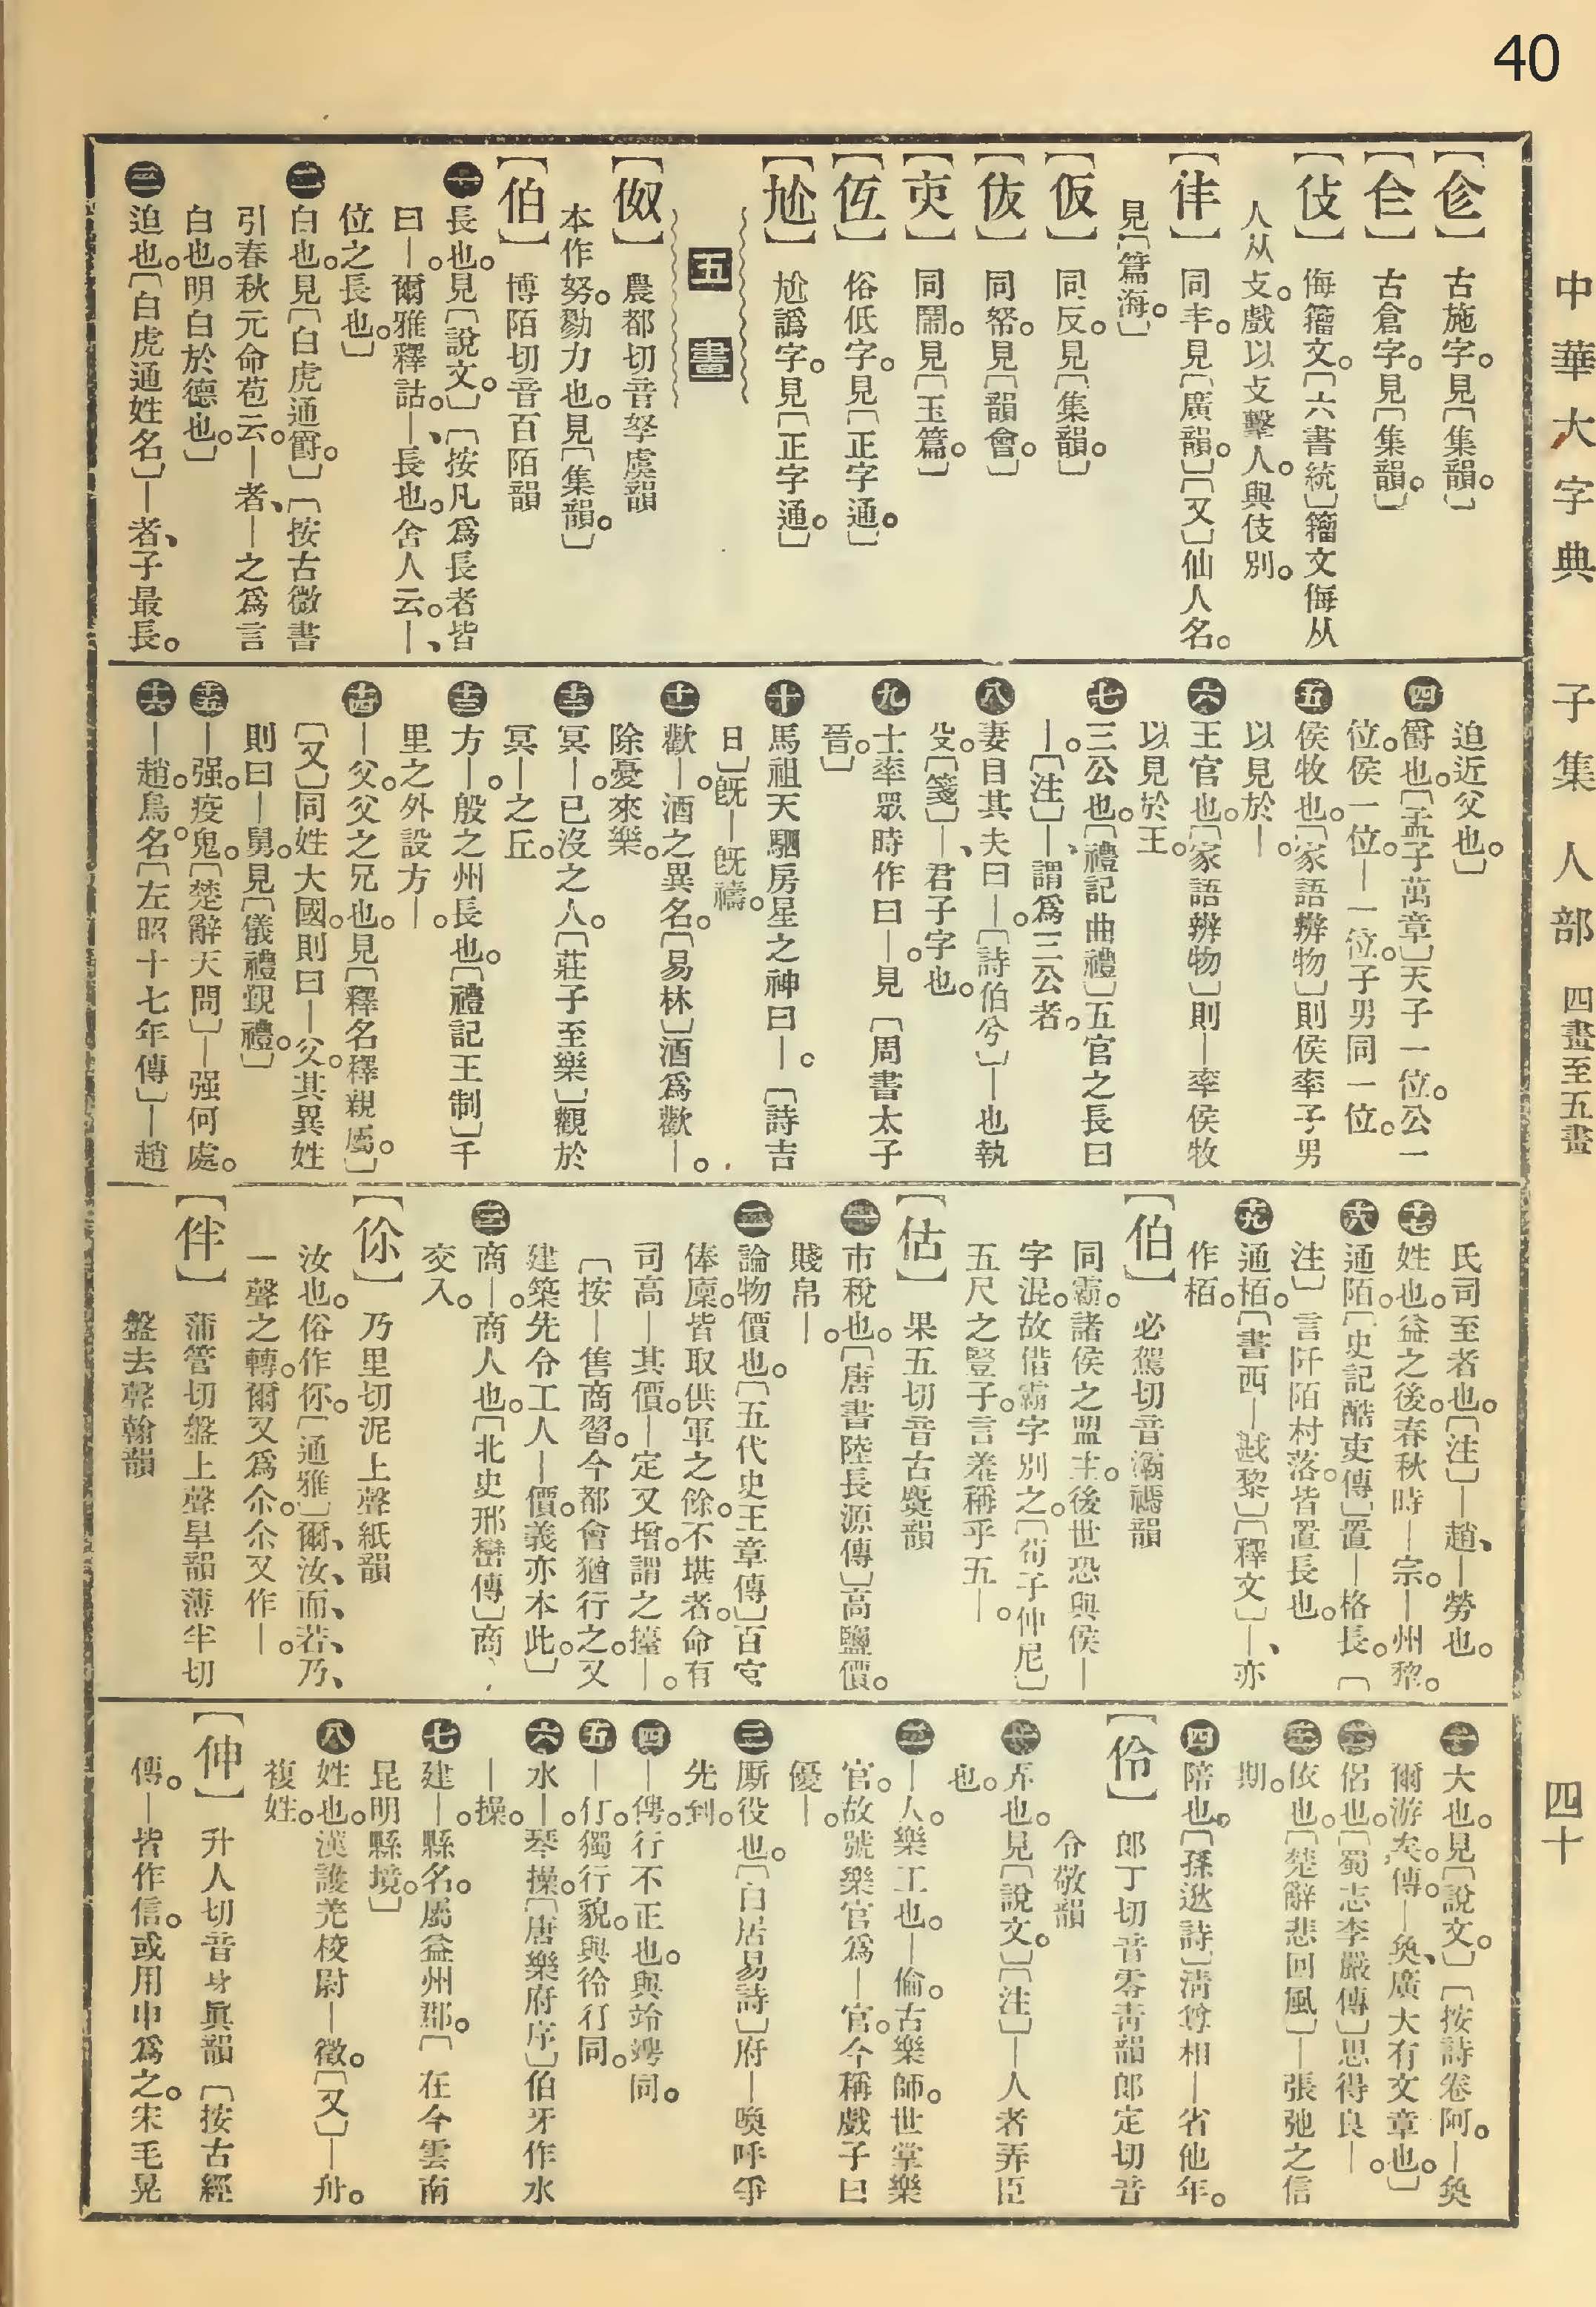 40
中華大字典 子集 人部 四畫至五畫 四十
古施字。見〔集韻。〕
【仺】古倉字。見〔集韻。〕
【伎】侮籀文。〔六書統〕籀文侮从
人从攴。戲以攴擊人。與伎別。
同丰。見〔廣韻。〕〔又〕仙人名。
見〔篇海。〕
【仮】同反。見〔集韻。〕
同帑。見〔韻會。〕
同鬧。見〔玉篇。〕
俗低字。見〔正字通。〕
【尬】尬譌字。見〔正字通。〕
五畫
【伮】農都切音孥虞韻
本作努。勠力也。見〔集韻。〕
【伯】博陌切音百陌韻
㊀長也。見〔說文。〕〔按凡爲長者皆
曰—。爾雅釋詁。—、長也。舍人云。—、
位之長也。〕
㊁白也。見〔白虎通爵。〕〔按古微書
引春秋元命苞云。—者、—之爲言
白也。明白於德也。〕
㊂迫也。〔白虎通姓名〕—者、子最長。
迫近父也。〕
㊃爵也。〔孟子萬章〕天子一位。公一
位。侯一位。—一位。子男同一位。
㊄侯牧也。〔家語辨物〕則侯率子男
以見於—。
㊅王官也。〔家語辨物〕則—率侯牧
以見於王。
㊆三公也。〔禮記曲禮〕五官之長曰
—。〔注〕—、謂爲三公者。
㊇妻目其夫曰—。〔詩伯兮〕—也執
殳。〔箋〕—、君子字也。
㊈士率眾時作曰—。見〔周書太子
晉。〕
㊉馬祖天駟房星之神曰—。〔詩吉
日〕旣—旣禱。
⑪歡—。酒之異名。〔易林〕酒爲歡—。
除憂來樂。
⑫冥—。已沒之人。〔莊子至樂〕觀於
冥—之丘。
⑬方—。殷之州長也。〔禮記王制〕千
里之外設方—。
⑭—父。父之兄也。見〔釋名釋親屬。〕
〔又〕同姓大國。則曰—父。其異姓
則曰—舅。見〔儀禮覲禮。〕
⑮—强。疫鬼。〔楚辭天問〕—强何處。
⑯—趙。鳥名。〔左昭十七年傳〕—趙
氏司至者也。〔注〕—趙、—勞也。
⑰姓也。益之後。春秋時—宗。—州黎。
⑱通陌。〔史記酷吏傳〕置—格長。〔
注〕言阡陌村落。皆置長也。
⑲通栢。〔書西—戡黎〕〔釋文〕—、亦
作栢。
【伯】必駕切音灞禡韻
同霸。諸侯之盟主。後世恐與侯—
字混。故借霸字別之。〔荀子仲尼〕
五尺之豎子。言羞稱乎五—。
【估】果五切音古麌韻
㊀市稅也。〔唐書陸長源傳〕高鹽價。
賤帛—。
㊁論物價也。〔五代史王章傳〕百官
俸廩。皆取供軍之餘。不堪者。命有
司高—其價。—定又增。謂之擡—。
〔按—售商習。今都會猶行之。又
建築先令工人—價。義亦本此。〕
㊂商—。商人也。〔北史邢巒傳〕商、
交入。
【伱】乃里切泥上聲紙韻
汝也。俗作你。〔通雅〕爾、汝、而、若、乃、
一聲之轉。爾又爲尒。尒又作—。
【伴】蒲管切盤上聲旱韻薄半切
盤去聲翰韻
㊀大也。見〔說文。〕〔按詩卷阿。—奐
爾游矣。傳。—奐、廣大有文章也。〕
㊁侶也。〔蜀志李嚴傳〕思得良—。
㊂依也。〔楚辭悲回風〕—張弛之信
期。
㊃陪也。〔孫逖詩〕清尊相—省他年。
【伶】郎丁切音零靑韻郎定切音
令敬韻
㊀弄也。見〔說文。〕〔注〕—人者弄臣
也。
㊁—人。樂工也。—倫。古樂師。世掌樂
官。故號樂官爲—官。今稱戲子曰
優—。
㊂厮役也。〔白居易詩〕府—喚呼爭
先到。
㊃—俜。行不正也。與竛竮同。
㊄—仃。獨行貌。與彾仃同。
㊅水—。琴操。〔唐樂府序〕伯牙作水
—操。
㊆建—。縣名。屬益州郡。〔在今雲南
昆明縣境。〕
㊇姓也。漢護羌校尉—徵。〔又〕—舟。
複姓。
【伸】升人切音身眞韻〔按古經
傳。—皆作信。或用申爲之。宋毛晃